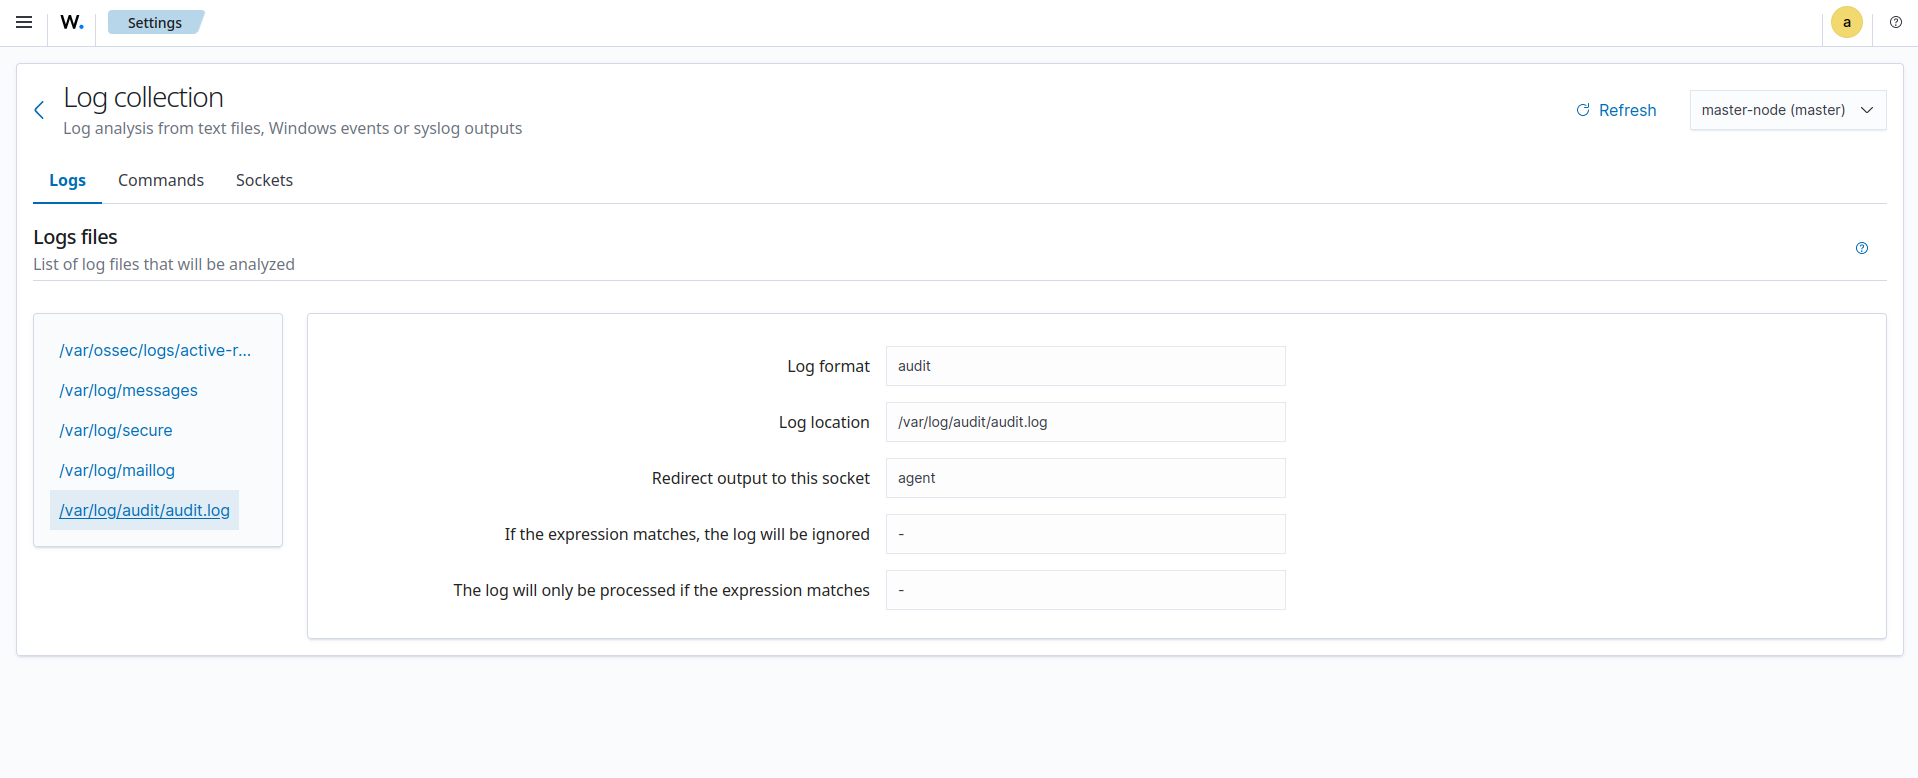 W. Settings a
Log collection
Log analysis from text files, Windows events or syslog outputs
Refresh
master-node (master)
Logs Commands Sockets
Logs files
List of log files that will be analyzed
/var/ossec/logs/active-r...
/var/log/messages
/var/log/secure
/var/log/maillog
/var/log/audit/audit.log
Log format audit
Log location /var/log/audit/audit.log
Redirect output to this socket agent
If the expression matches, the log will be ignored -
The log will only be processed if the expression matches -